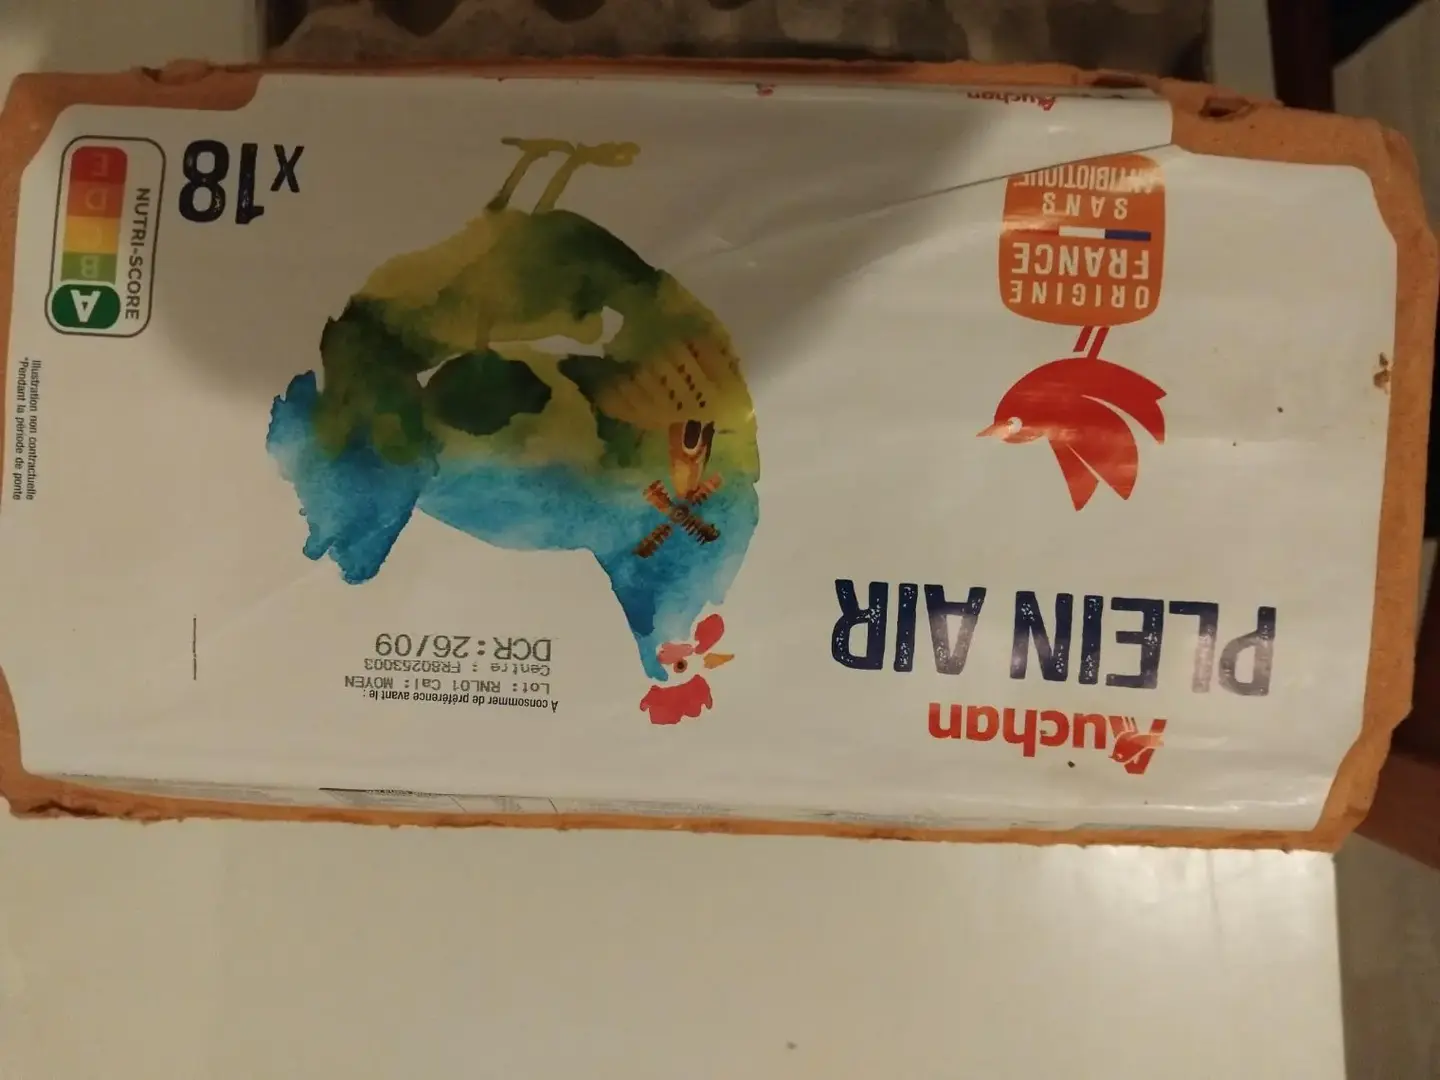 Auchan
PLEIN AIR
ORIGINE
FRANCE
SANS
ANTIBIOTIQUE
Auchan
À consommer de préférence avant le :
Lot: RNL01 Cal: MOYEN
Centre : FR80253003
DCR:26/09
x18
NUTRI-SCORE
A
B
C
D
E
Illustration non contractuelle
*Pendant la période de ponte